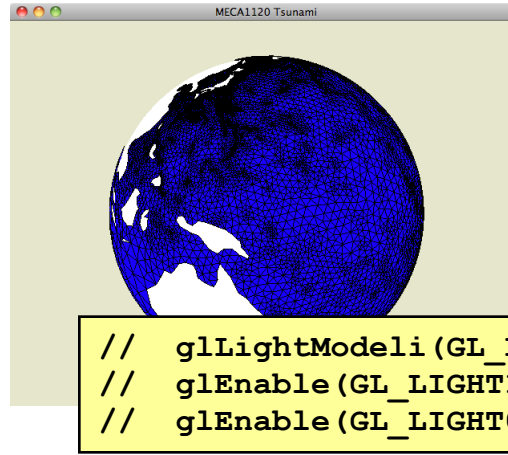 MECA1120 Tsunami
// glLightModeli(GL_
// glEnable(GL_LIGHT
// glEnable(GL_LIGHT